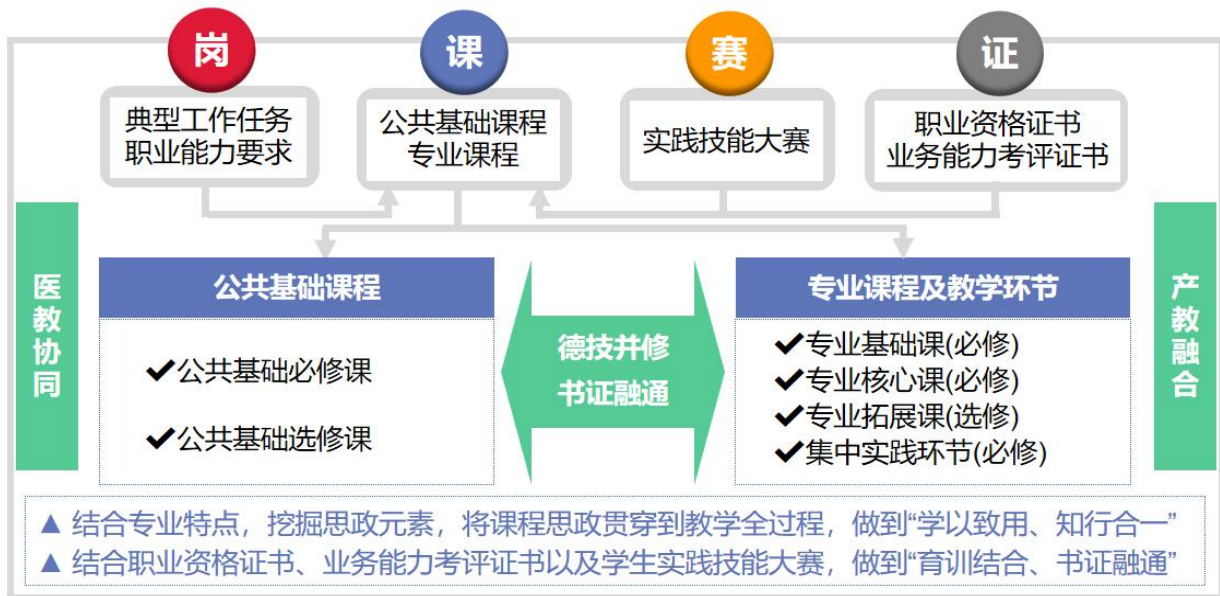 岗
课
赛
证
典型工作任务
职业能力要求
公共基础课程
专业课程
实践技能大赛
职业资格证书
业务能力考评证书
医教协同
公共基础课程
✔公共基础必修课
✔公共基础选修课
德技并修
书证融通
专业课程及教学环节
✔专业基础课(必修)
✔专业核心课(必修)
✔专业拓展课(选修)
✔集中实践环节(必修)
产教融合
▲ 结合专业特点，挖掘思政元素，将课程思政贯穿到教学全过程，做到“学以致用、知行合一”
▲ 结合职业资格证书、业务能力考评证书以及学生实践技能大赛，做到“育训结合、书证融通”